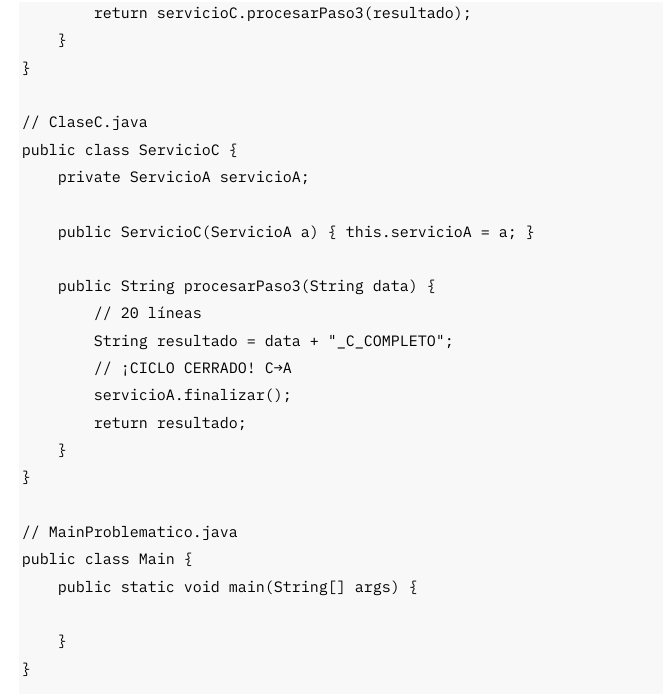 return servicioC.procesarPaso3(resultado);
    }
}

// ClaseC.java
public class ServicioC {
    private ServicioA servicioA;

    public ServicioC(ServicioA a) { this.servicioA = a; }

    public String procesarPaso3(String data) {
        // 20 líneas
        String resultado = data + "_C_COMPLETO";
        // ¡CICLO CERRADO! C→A
        servicioA.finalizar();
        return resultado;
    }
}

// MainProblematico.java
public class Main {
    public static void main(String[] args) {

    }
}